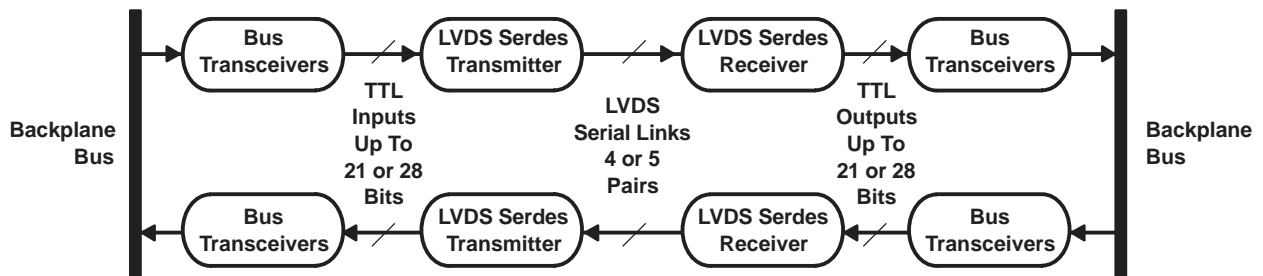 Bus
Transceivers
LVDS Serdes
Transmitter
LVDS Serdes
Receiver
Bus
Transceivers
Backplane
Bus
TTL
Inputs
Up To
21 or 28
Bits
LVDS
Serial Links
4 or 5
Pairs
TTL
Outputs
Up To
21 or 28
Bits
Backplane
Bus
Bus
Transceivers
LVDS Serdes
Transmitter
LVDS Serdes
Receiver
Bus
Transceivers